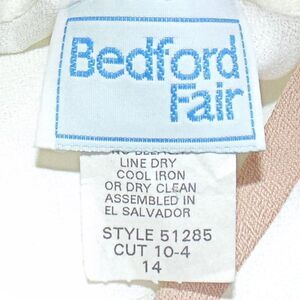 Bedford
Fair
LINE DRY
COOL IRON
OR DRY CLEAN
ASSEMBLED IN
EL SALVADOR
STYLE 51285
CUT 10-4
14